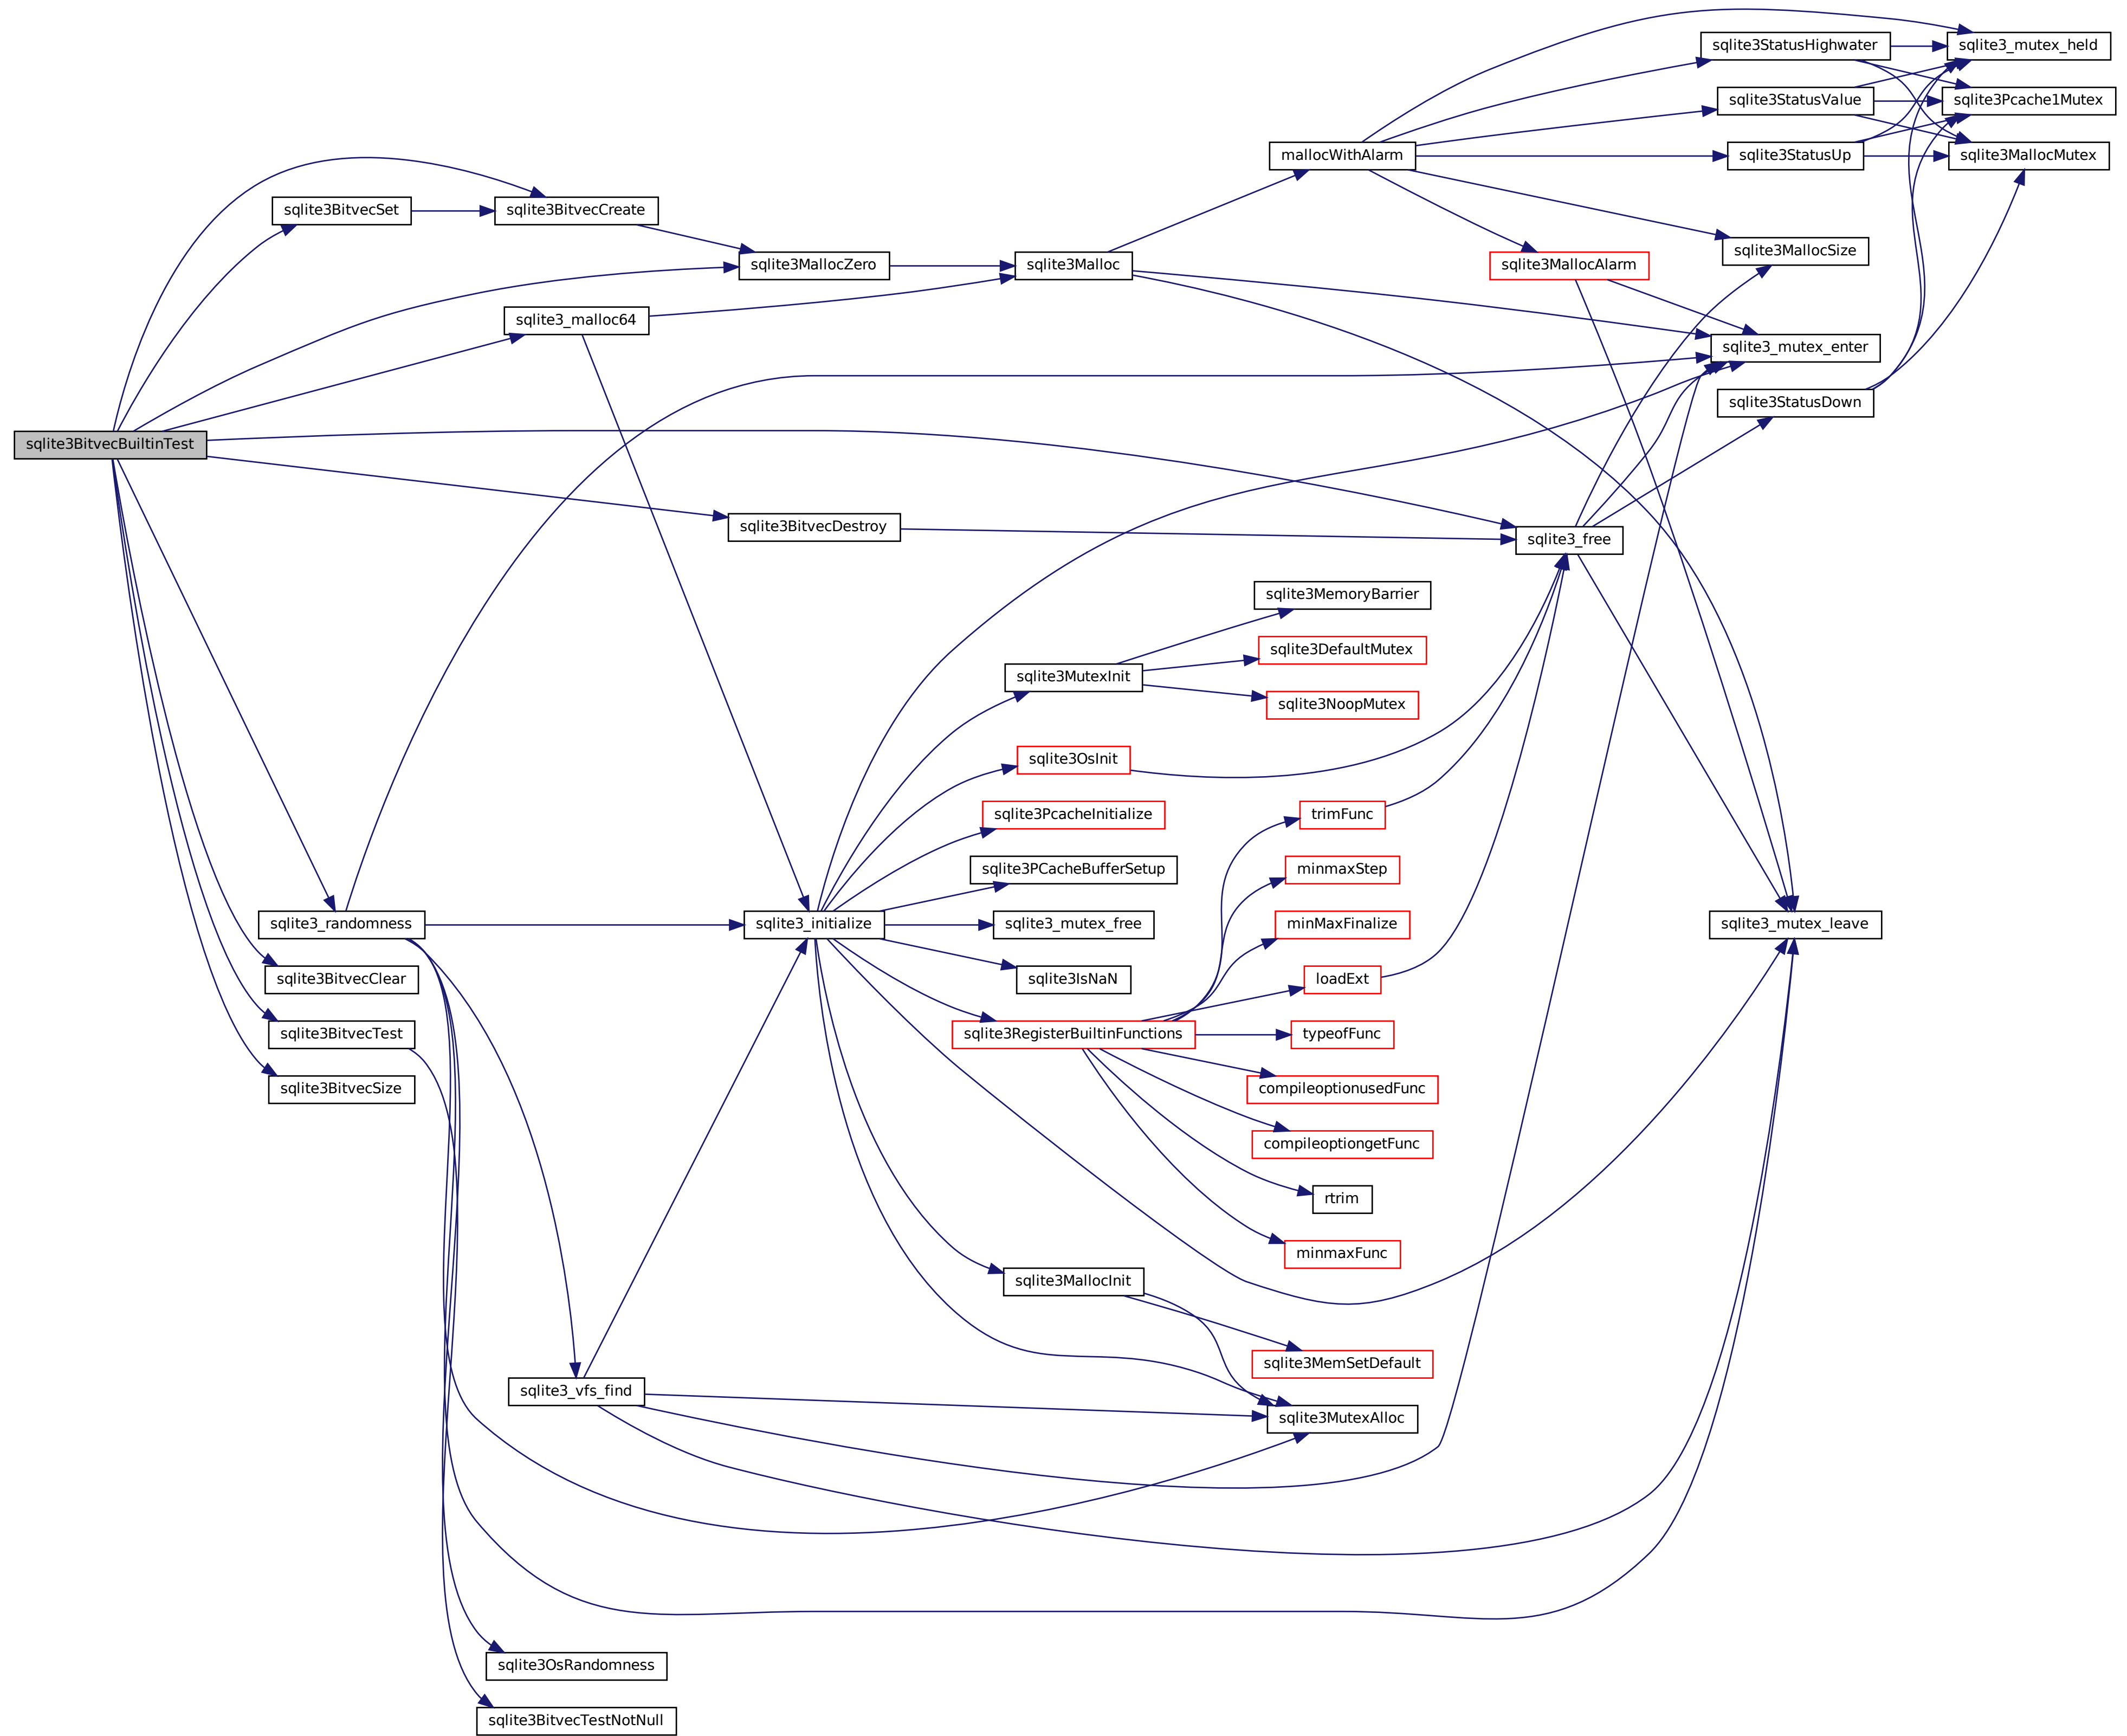 sqlite3StatusHighwater
sqlite3_mutex_held
sqlite3StatusValue
sqlite3Pcache1Mutex
mallocWithAlarm
sqlite3StatusUp
sqlite3MallocMutex
sqlite3BitvecSet
sqlite3BitvecCreate
sqlite3MallocSize
sqlite3MallocZero
sqlite3Malloc
sqlite3MallocAlarm
sqlite3_malloc64
sqlite3_mutex_enter
sqlite3StatusDown
sqlite3BitvecBuiltinTest
sqlite3BitvecDestroy
sqlite3_free
sqlite3MemoryBarrier
sqlite3DefaultMutex
sqlite3MutexInit
sqlite3NoopMutex
sqlite3OsInit
sqlite3PcacheInitialize
trimFunc
sqlite3PCacheBufferSetup
minmaxStep
sqlite3_randomness
sqlite3_initialize
sqlite3_mutex_free
minMaxFinalize
sqlite3_mutex_leave
sqlite3BitvecClear
sqlite3IsNaN
loadExt
sqlite3BitvecTest
sqlite3RegisterBuiltinFunctions
typeofFunc
sqlite3BitvecSize
compileoptionusedFunc
compileoptiongetFunc
rtrim
minmaxFunc
sqlite3MallocInit
sqlite3MemSetDefault
sqlite3_vfs_find
sqlite3MutexAlloc
sqlite3OsRandomness
sqlite3BitvecTestNotNull